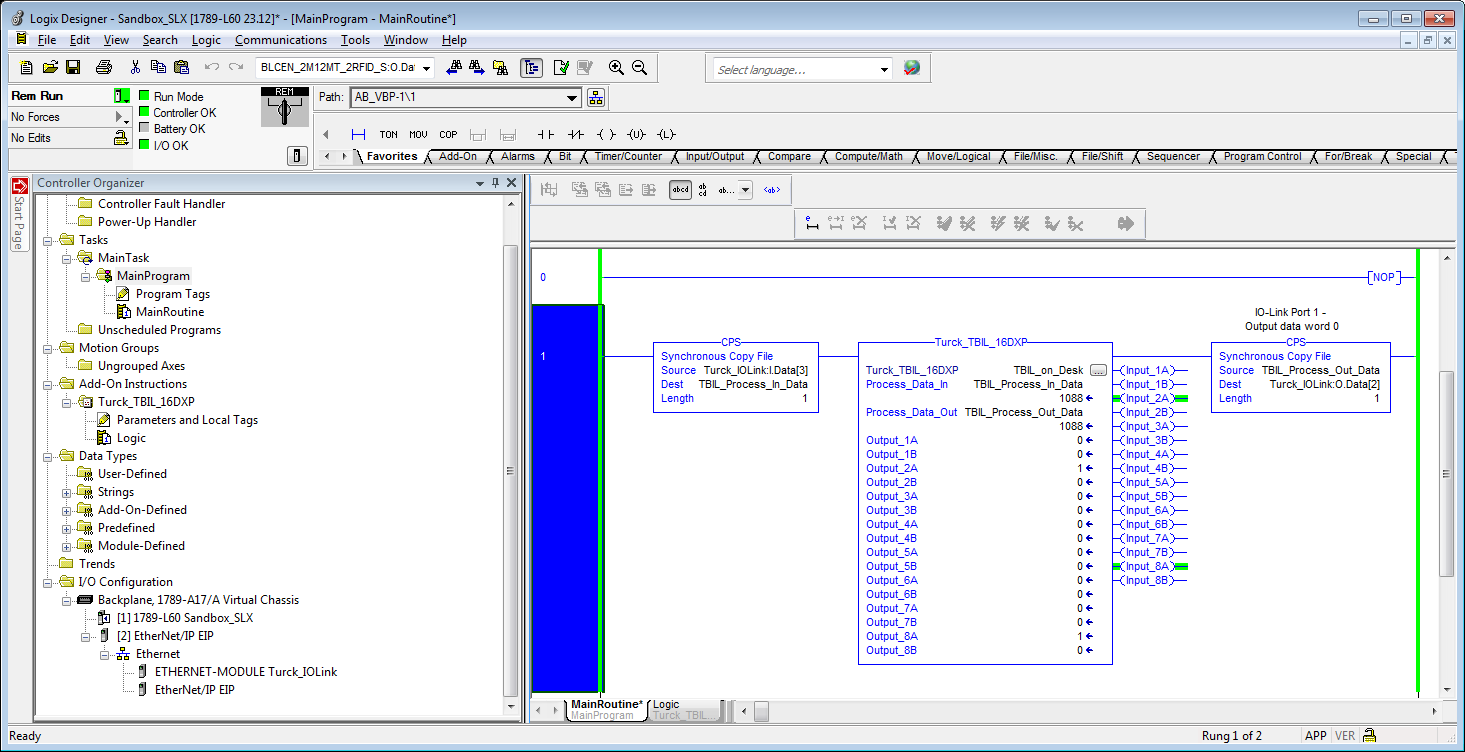 Logix Designer - Sandbox_SLX [1789-L60 23.12]* - [MainProgram - MainRoutine*]
File Edit View Search Logic Communications Tools Window Help
BLCEN_2M12MT_2RFID_S:O.Da
Select language...
Rem Run
No Forces
No Edits
Run Mode
Controller OK
Battery OK
I/O OK
REM
Path: AB_VBP-1\1
TON MOV COP
Favorites Add-On Alarms Bit Timer/Counter Input/Output Compare Compute/Math Move/Logical File/Misc. File/Shift Sequencer Program Control For/Break Special
Start Page
Controller Organizer
Controller Fault Handler
Power-Up Handler
Tasks
MainTask
MainProgram
Program Tags
MainRoutine
Unscheduled Programs
Motion Groups
Ungrouped Axes
Add-On Instructions
Turck_TBIL_16DXP
Parameters and Local Tags
Logic
Data Types
User-Defined
Strings
Add-On-Defined
Predefined
Module-Defined
Trends
I/O Configuration
Backplane, 1789-A17/A Virtual Chassis
[1] 1789-L60 Sandbox_SLX
[2] EtherNet/IP EIP
Ethernet
ETHERNET-MODULE Turck_IOLink
EtherNet/IP EIP
abcd ab cd ab... <ab>
0
NOP
1
CPS
Synchronous Copy File
Source Turck_IOLink:I.Data[3]
Dest TBIL_Process_In_Data
Length 1
Turck_TBIL_16DXP
Turck_TBIL_16DXP TBIL_on_Desk ...
Process_Data_In TBIL_Process_In_Data
1088
Process_Data_Out TBIL_Process_Out_Data
1088
Output_1A 0
Output_1B 0
Output_2A 1
Output_2B 0
Output_3A 0
Output_3B 0
Output_4A 0
Output_4B 0
Output_5A 0
Output_5B 0
Output_6A 0
Output_6B 0
Output_7A 0
Output_7B 0
Output_8A 1
Output_8B 0
(Input_1A)
(Input_1B)
(Input_2A)
(Input_2B)
(Input_3A)
(Input_3B)
(Input_4A)
(Input_4B)
(Input_5A)
(Input_5B)
(Input_6A)
(Input_6B)
(Input_7A)
(Input_7B)
(Input_8A)
(Input_8B)
IO-Link Port 1 -
Output data word 0
CPS
Synchronous Copy File
Source TBIL_Process_Out_Data
Dest Turck_IOLink:O.Data[2]
Length 1
MainRoutine*
MainProgram
Logic
Turck_TBIL...
Ready
Rung 1 of 2 APP VER